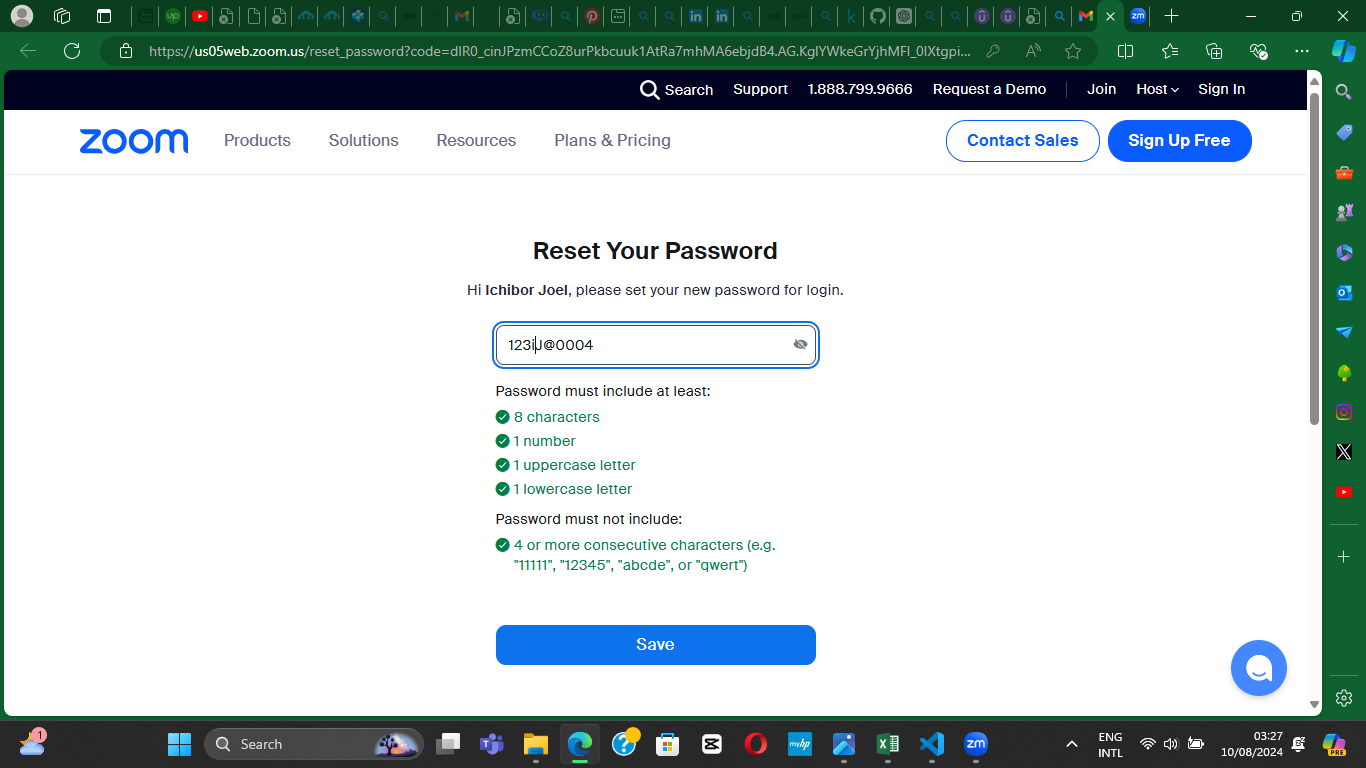 https://us05web.zoom.us/reset_password?code=dIR0_cinJPzmCCoZ8urPkbcuuk1AtRa7mhMA6ebjdB4.AG.KgIYWkeGrYjhMFI_0IXtgpi...
Search Support 1.888.799.9666 Request a Demo Join Host Sign In
zoom Products Solutions Resources Plans & Pricing Contact Sales Sign Up Free
Reset Your Password
Hi Ichibor Joel, please set your new password for login.
123iJ@0004
Password must include at least:
8 characters
1 number
1 uppercase letter
1 lowercase letter
Password must not include:
4 or more consecutive characters (e.g.
"11111", "12345", "abcde", or "qwert")
Save
1 Search ENG 03:27
INTL 10/08/2024